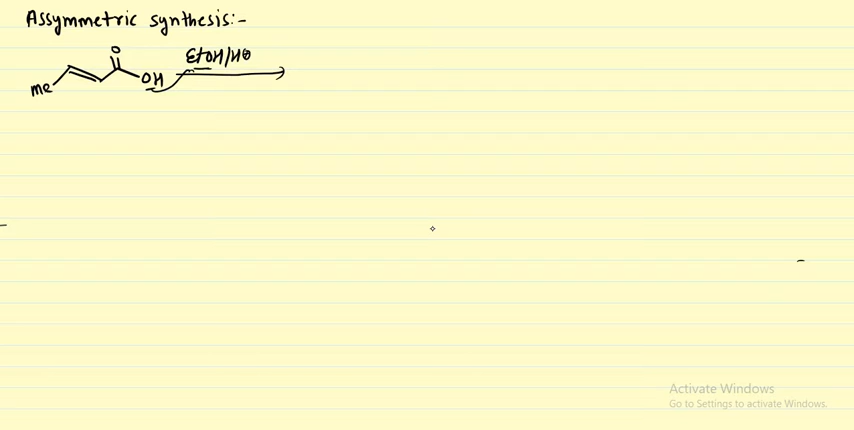 Assymmetric synthesis:-
O
EtOH/H⊕
Me
OH
Activate Windows
Go to Settings to activate Windows.